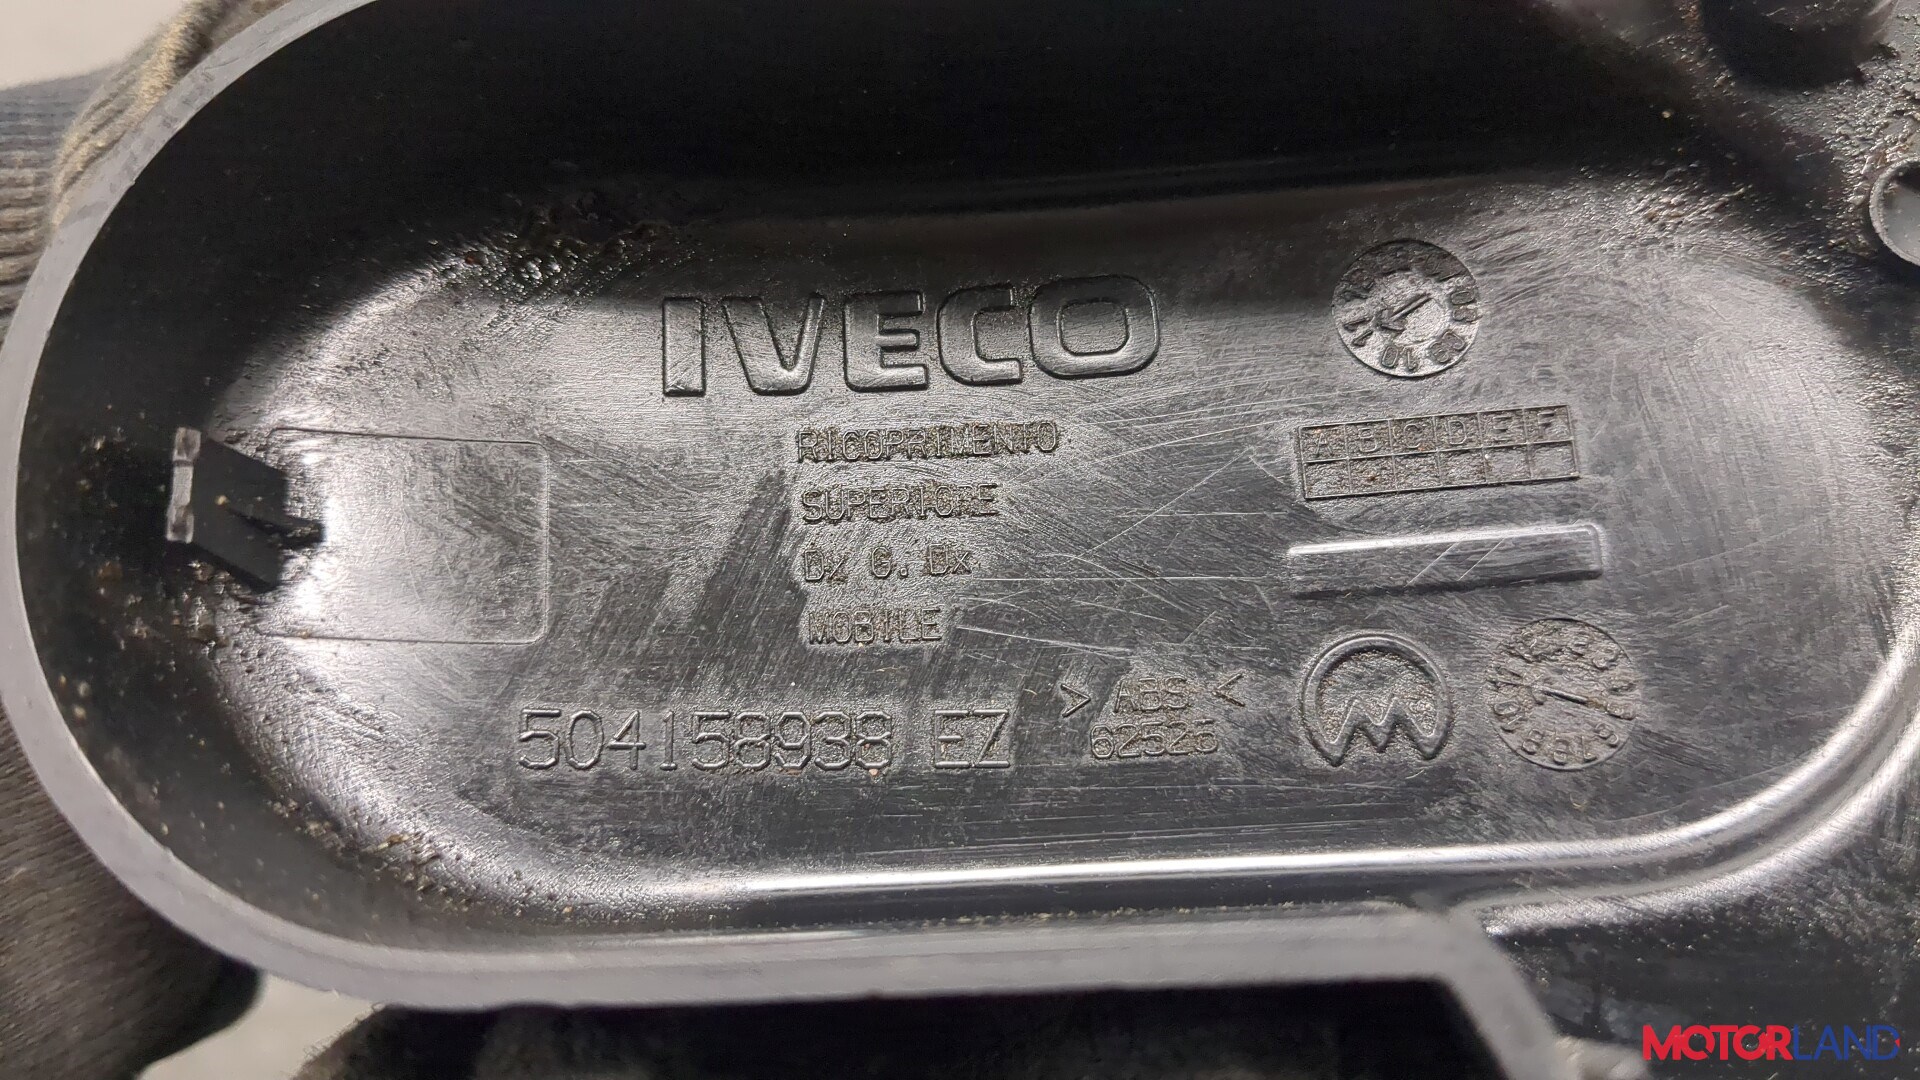 IVECO
RICOPRIMENTO
SUPERIORE
Dx G. Dx
MOBILE
504158938 EZ
> ABS <
62526
A B C D E F
MOTORLAND